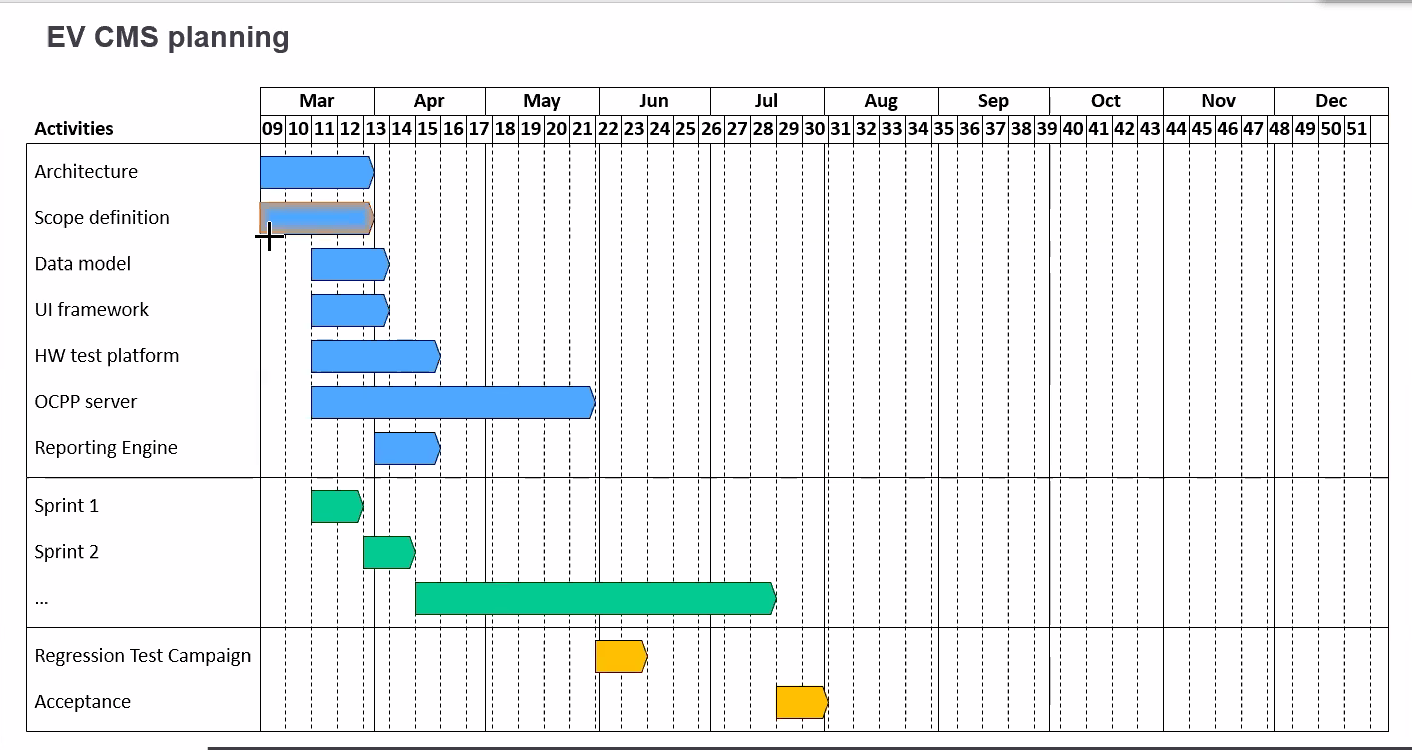 EV CMS planning
Mar Apr May Jun Jul Aug Sep Oct Nov Dec
Activities 09 10 11 12 13 14 15 16 17 18 19 20 21 22 23 24 25 26 27 28 29 30 31 32 33 34 35 36 37 38 39 40 41 42 43 44 45 46 47 48 49 50 51
Architecture
Scope definition
Data model
UI framework
HW test platform
OCPP server
Reporting Engine
Sprint 1
Sprint 2
...
Regression Test Campaign
Acceptance